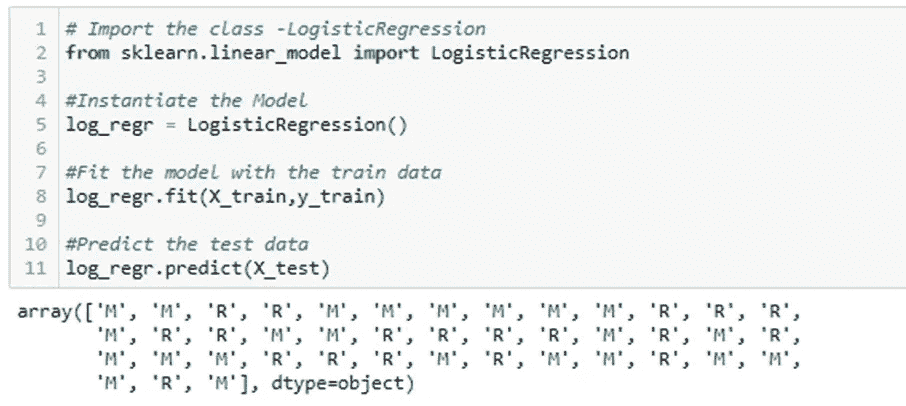 1 # Import the class -LogisticRegression
2 from sklearn.linear_model import LogisticRegression
3
4 #Instantiate the Model
5 log_regr = LogisticRegression()
6
7 #Fit the model with the train data
8 log_regr.fit(X_train,y_train)
9
10 #Predict the test data
11 log_regr.predict(X_test)
array(['M', 'M', 'R', 'R', 'M', 'M', 'M', 'M', 'M', 'M', 'R', 'R', 'R',
'M', 'R', 'R', 'M', 'M', 'R', 'R', 'R', 'R', 'M', 'R', 'M', 'R',
'M', 'M', 'M', 'R', 'R', 'R', 'M', 'R', 'M', 'M', 'R', 'M', 'M',
'M', 'R', 'M'], dtype=object)